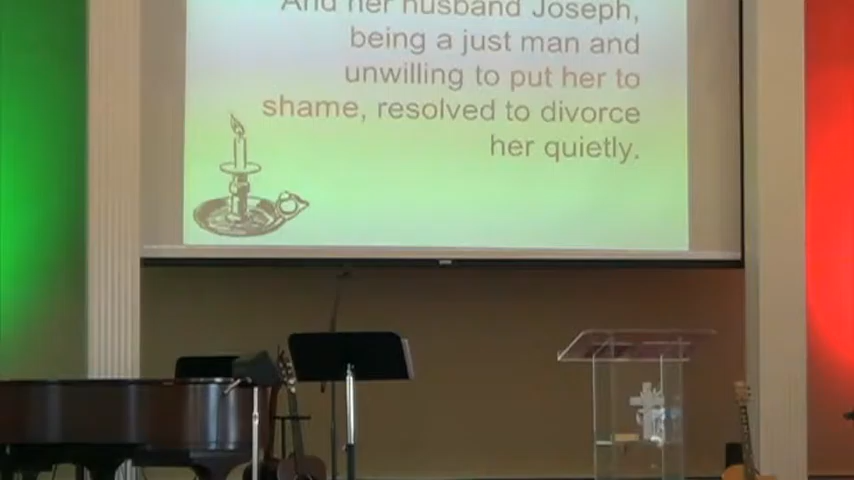 And her husband Joseph,
being a just man and
unwilling to put her to
shame, resolved to divorce
her quietly.